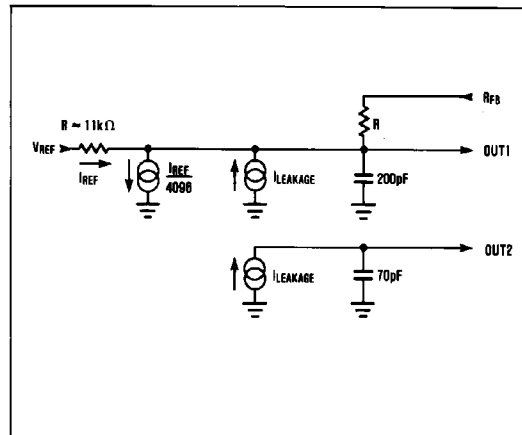 R ≈ 11kΩ
VREF
IREF
IREF
4096
ILEAKAGE
R
RFB
OUT1
200pF
ILEAKAGE
70pF
OUT2